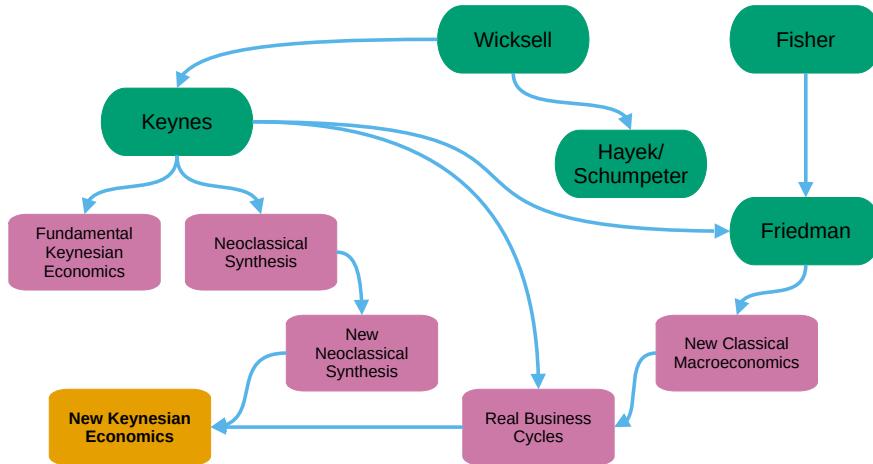 Wicksell
Fisher
Keynes
Hayek/
Schumpeter
Fundamental
Keynesian
Economics
Neoclassical
Synthesis
Friedman
New
Neoclassical
Synthesis
New Classical
Macroeconomics
New Keynesian
Economics
Real Business
Cycles